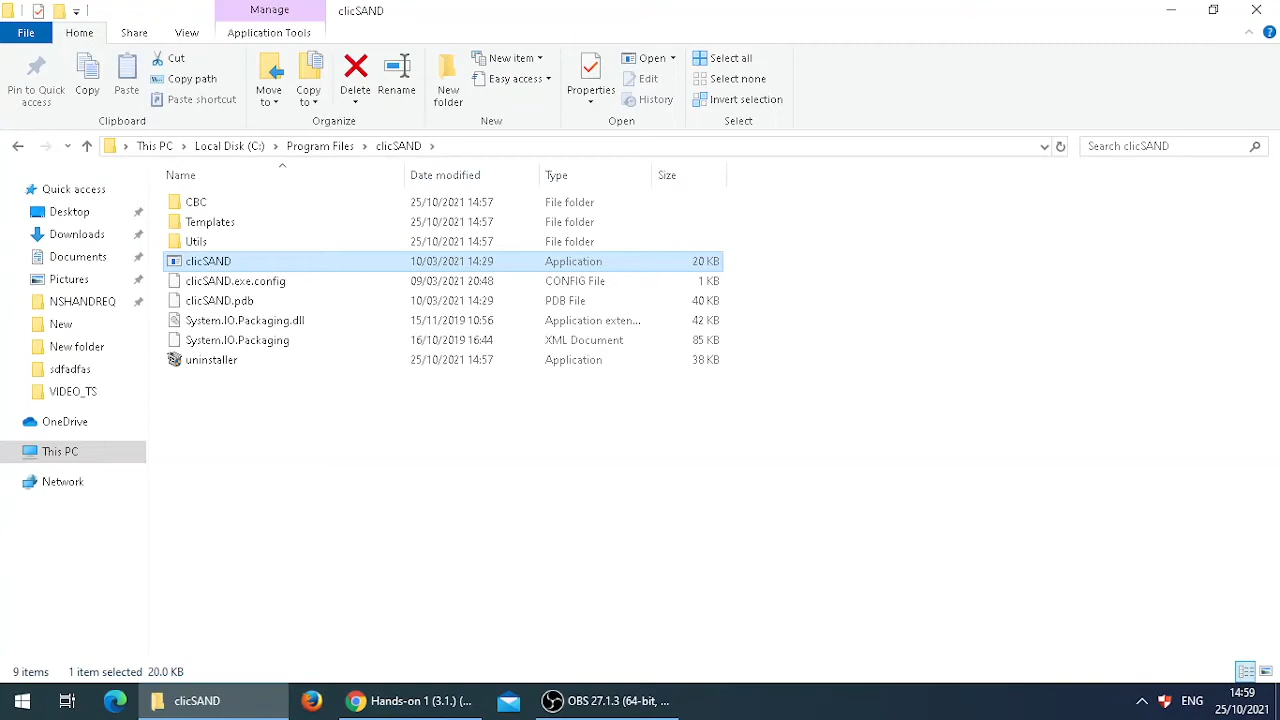 Manage
clicSAND
File
Home
Share
View
Application Tools
Pin to Quick access
Copy
Paste
Cut
Copy path
Paste shortcut
Clipboard
Move to
Copy to
Delete
Rename
Organize
New folder
New item
Easy access
New
Properties
Open
Edit
History
Open
Select all
Select none
Invert selection
Select
This PC > Local Disk (C:) > Program Files > clicSAND >
Search clicSAND
Name Date modified Type Size
Quick access
Desktop
Downloads
Documents
Pictures
NSHANDREQ
New
New folder
sdfadfas
VIDEO_TS
OneDrive
This PC
Network
CBC 25/10/2021 14:57 File folder
Templates 25/10/2021 14:57 File folder
Utils 25/10/2021 14:57 File folder
clicSAND 10/03/2021 14:29 Application 20 KB
clicSAND.exe.config 09/03/2021 20:48 CONFIG File 1 KB
clicSAND.pdb 10/03/2021 14:29 PDB File 40 KB
System.IO.Packaging.dll 15/11/2019 10:56 Application exten... 42 KB
System.IO.Packaging 16/10/2019 16:44 XML Document 85 KB
uninstaller 25/10/2021 14:57 Application 38 KB
9 items 1 item selected 20.0 KB
clicSAND
Hands-on 1 (3.1.) (...
OBS 27.1.3 (64-bit, ...
ENG
14:59
25/10/2021